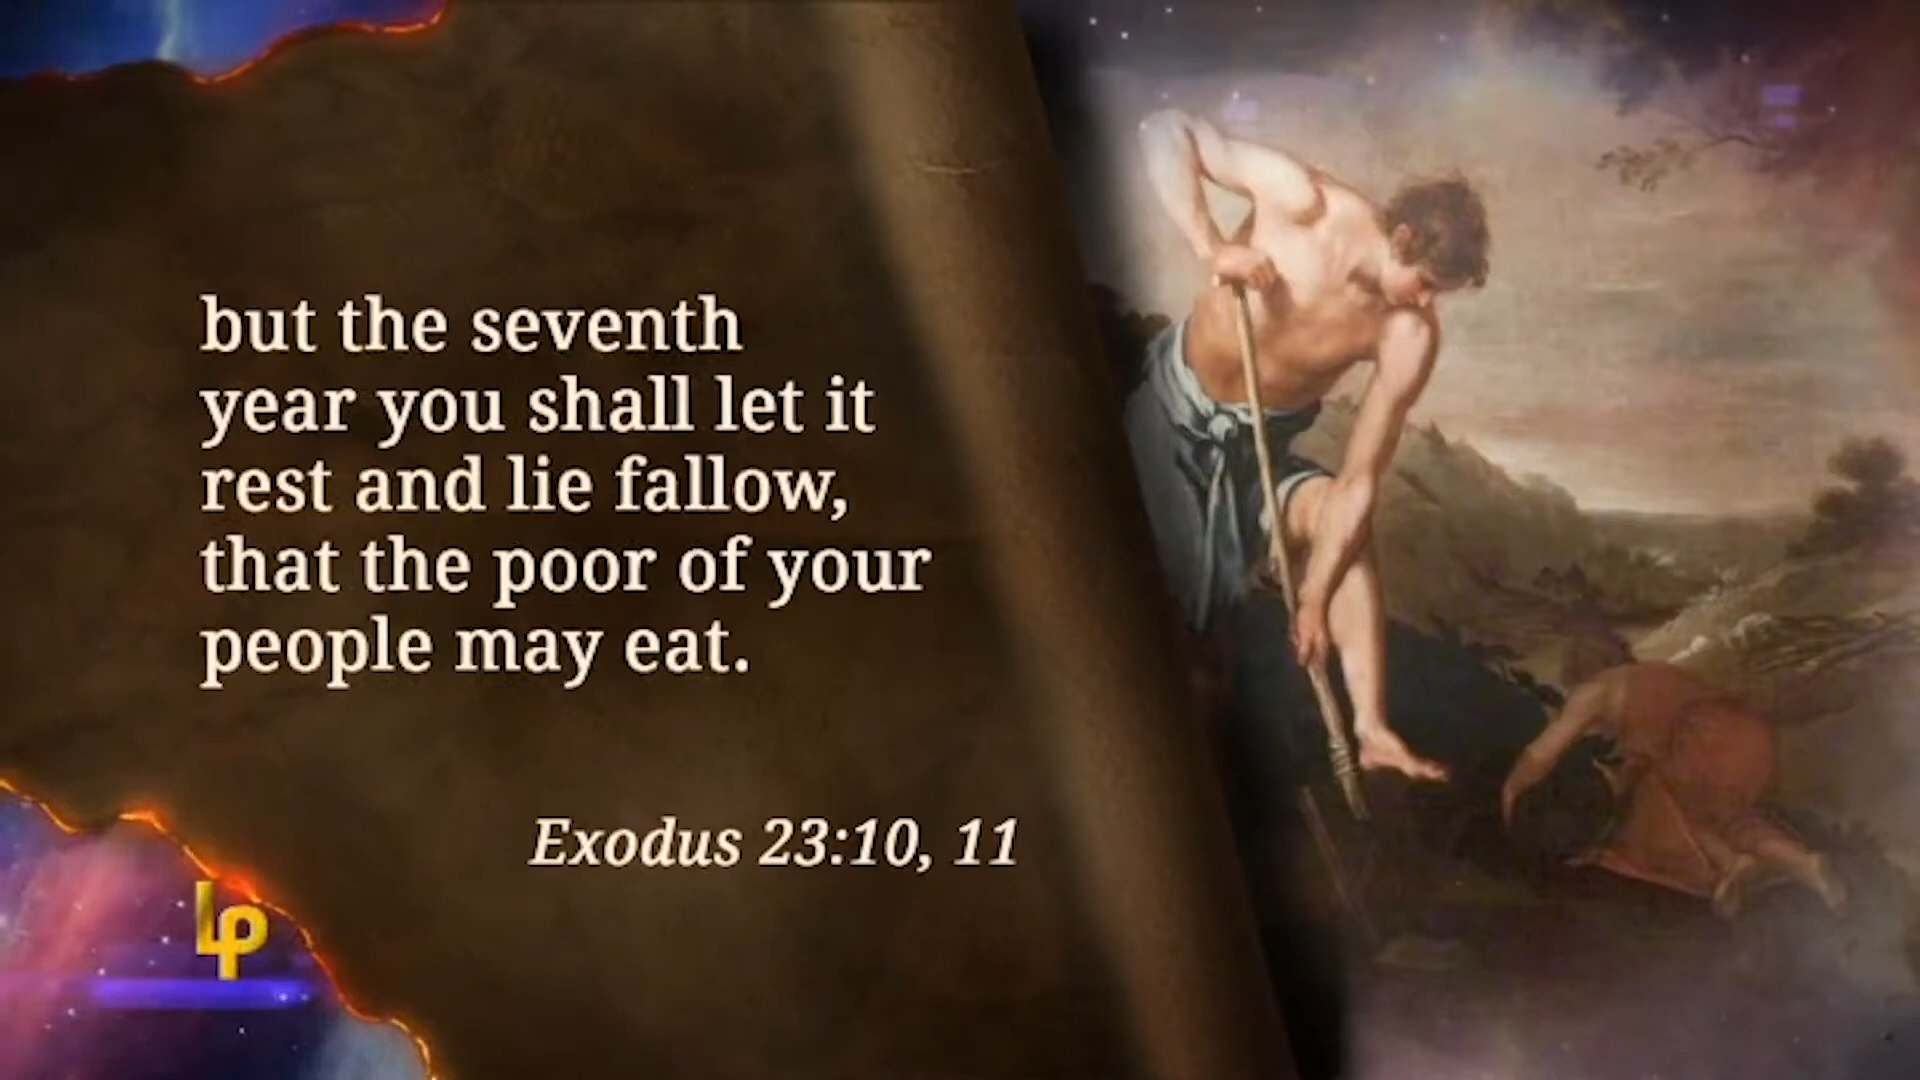 but the seventh
year you shall let it
rest and lie fallow,
that the poor of your
people may eat.
Exodus 23:10, 11
LP